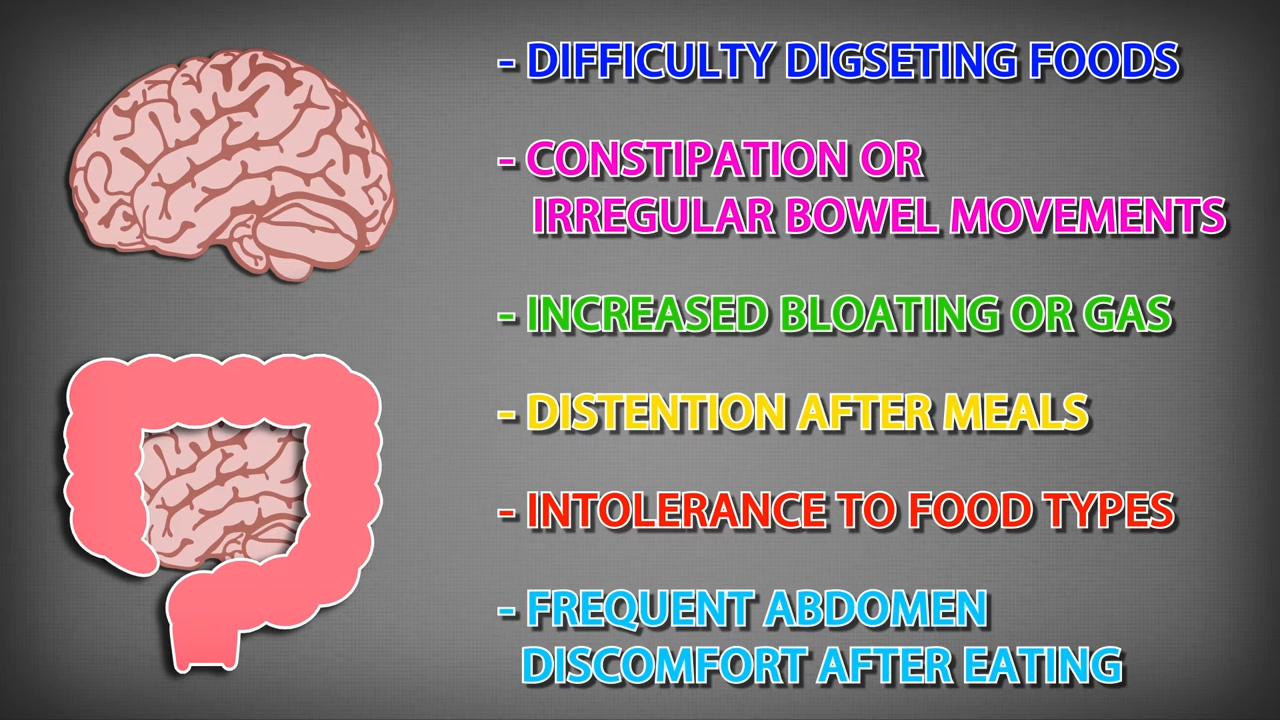 - DIFFICULTY DIGSETING FOODS
- CONSTIPATION OR
IRREGULAR BOWEL MOVEMENTS
- INCREASED BLOATING OR GAS
- DISTENTION AFTER MEALS
- INTOLERANCE TO FOOD TYPES
- FREQUENT ABDOMEN
DISCOMFORT AFTER EATING